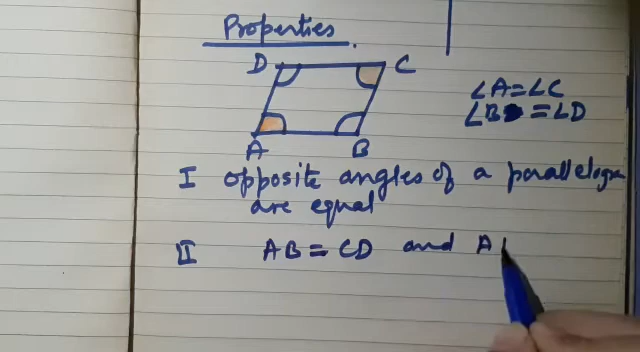 Properties
D C
∠A=∠C
∠B = ∠D
A B
I opposite angles of a parallelogram
are equal
II AB = CD and A